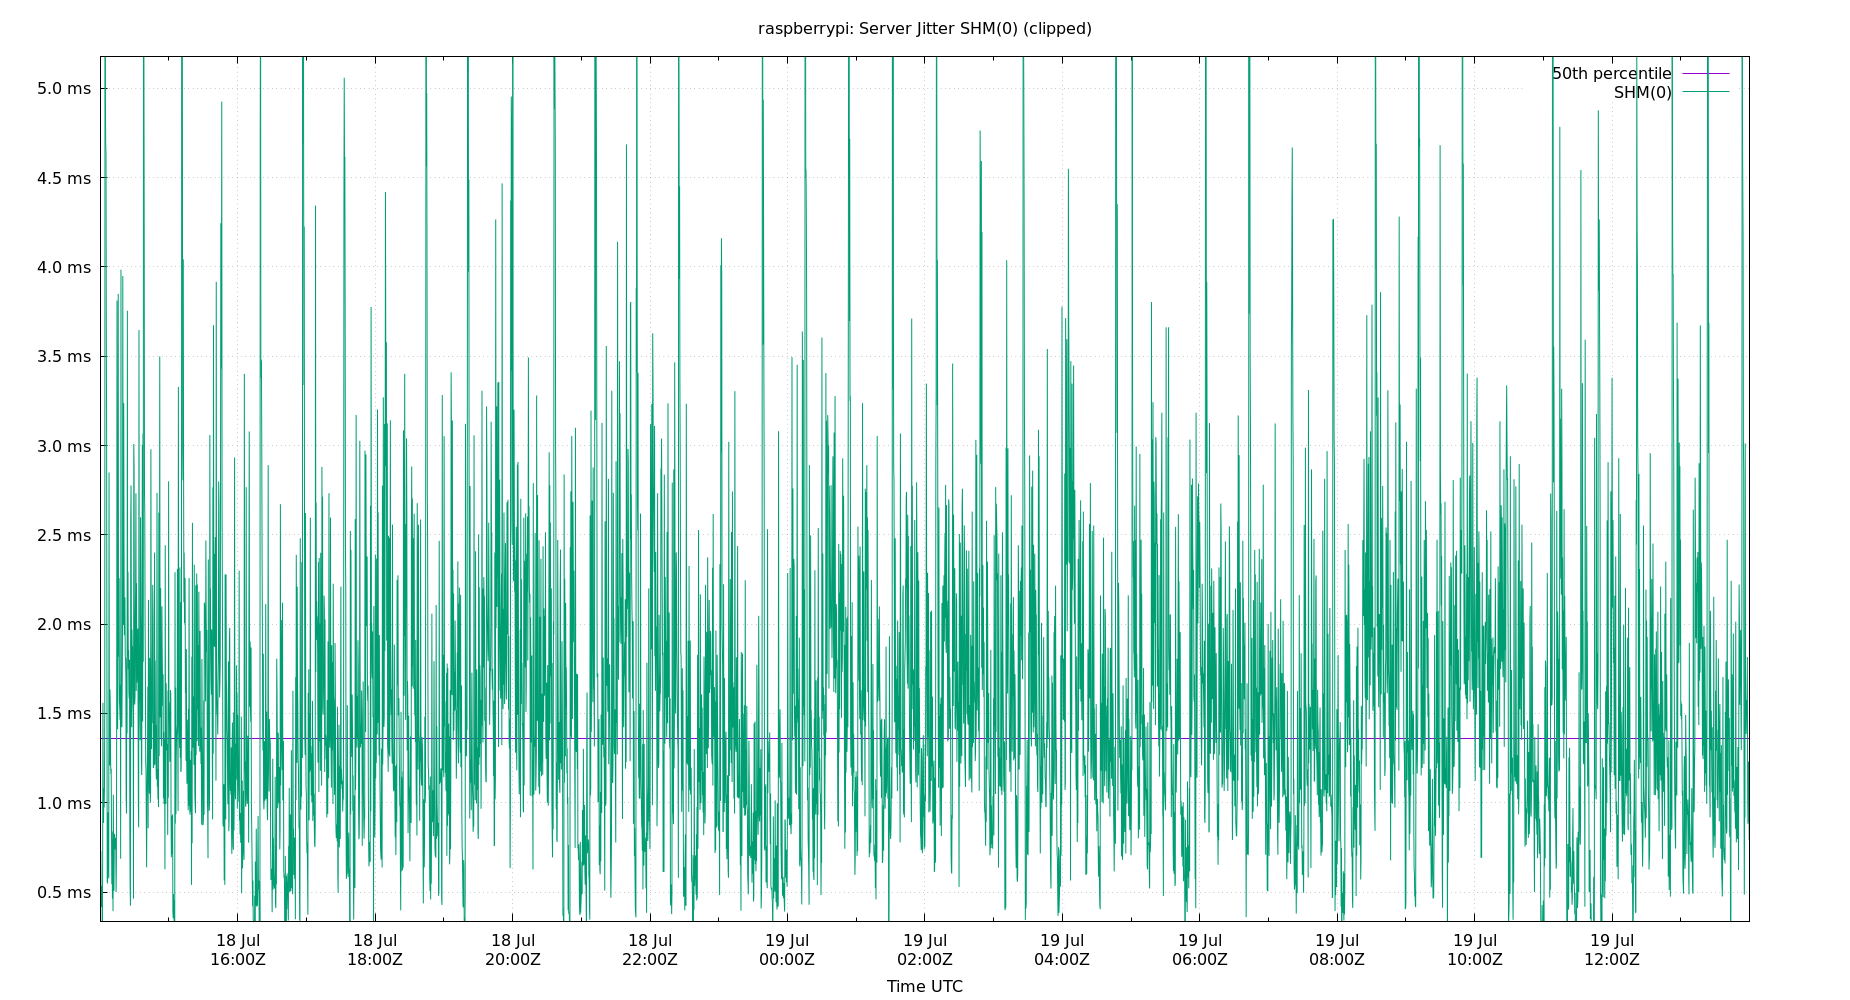 raspberrypi: Server Jitter SHM(0) (clipped)
50th percentile
SHM(0)
5.0 ms
4.5 ms
4.0 ms
3.5 ms
3.0 ms
2.5 ms
2.0 ms
1.5 ms
1.0 ms
0.5 ms
18 Jul 18 Jul 18 Jul 18 Jul 19 Jul 19 Jul 19 Jul 19 Jul 19 Jul 19 Jul 19 Jul
16:00Z 18:00Z 20:00Z 22:00Z 00:00Z 02:00Z 04:00Z 06:00Z 08:00Z 10:00Z 12:00Z
Time UTC